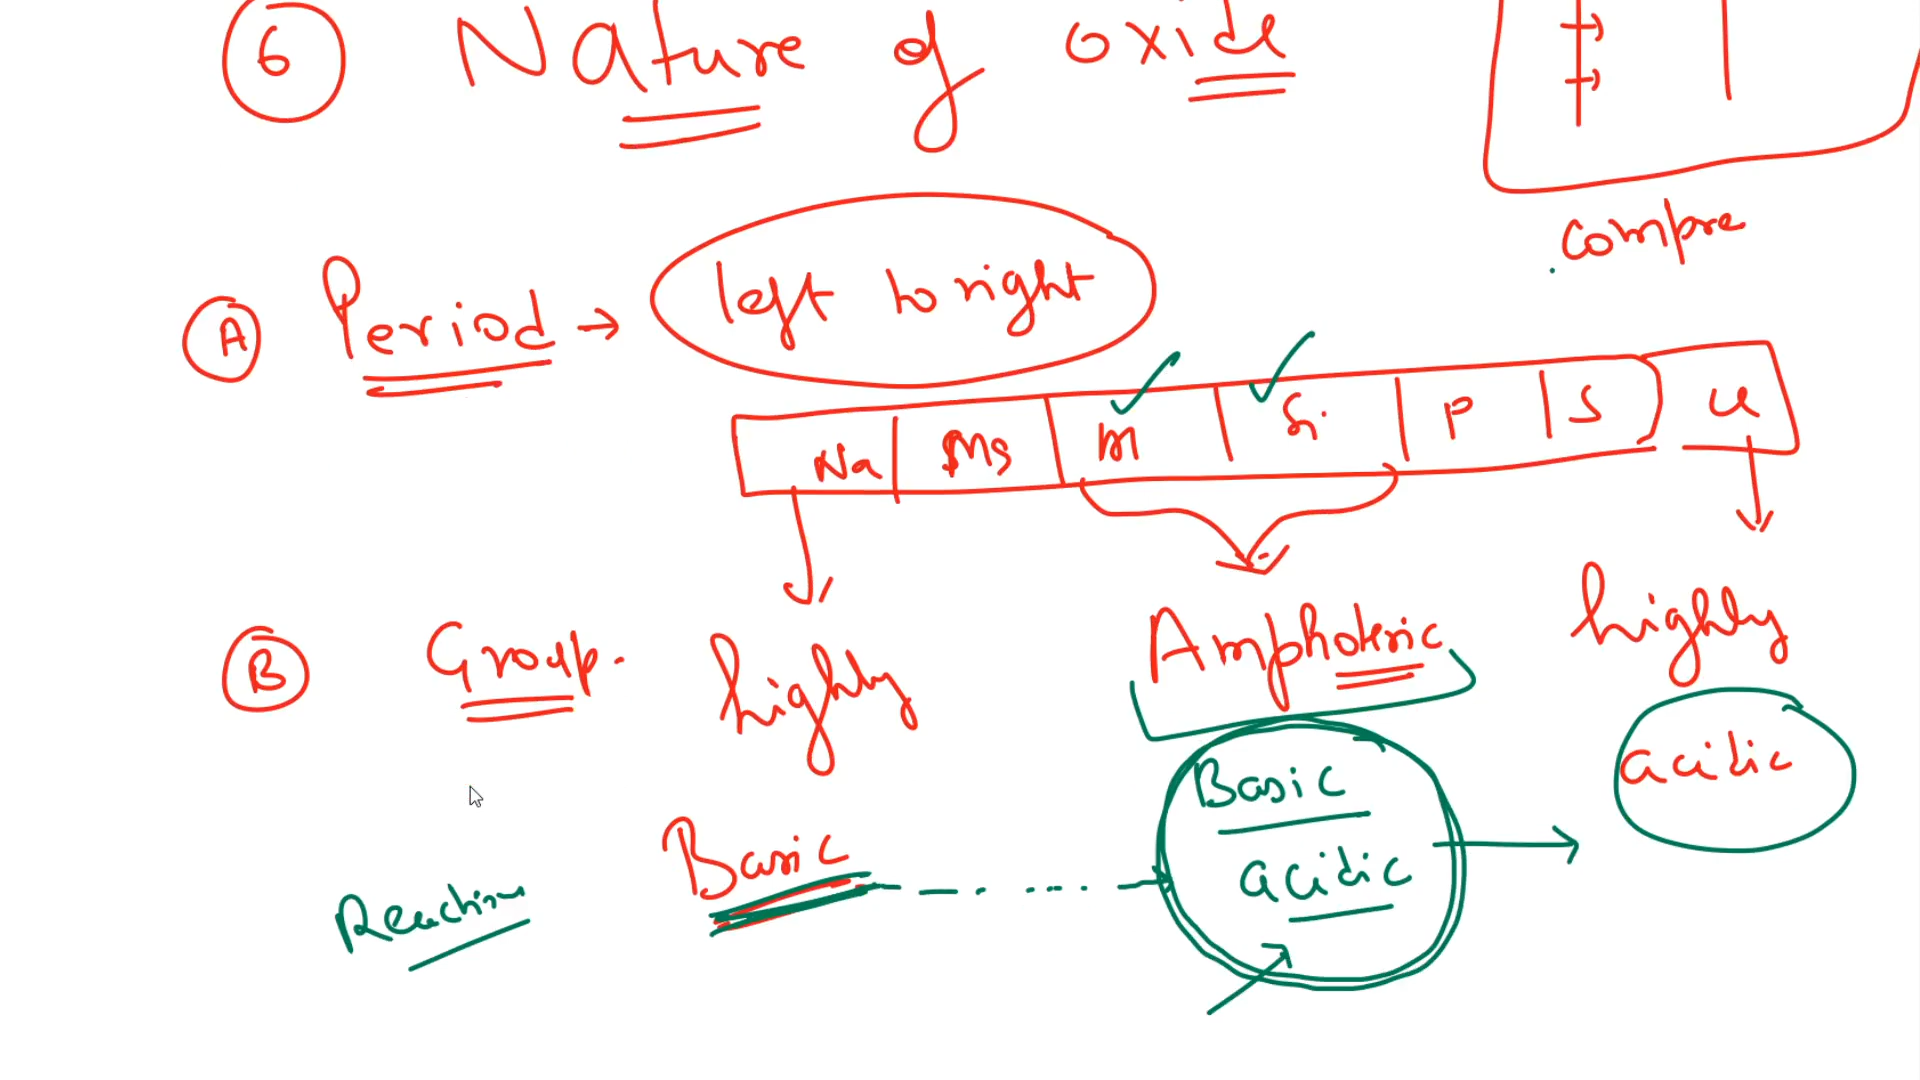 6 Nature of oxide
compre
A Period → left to right
Na Mg Al Si P S Cl
B Group. highly Amphoteric highly
Basic acidic
Basic acidic
Reaction